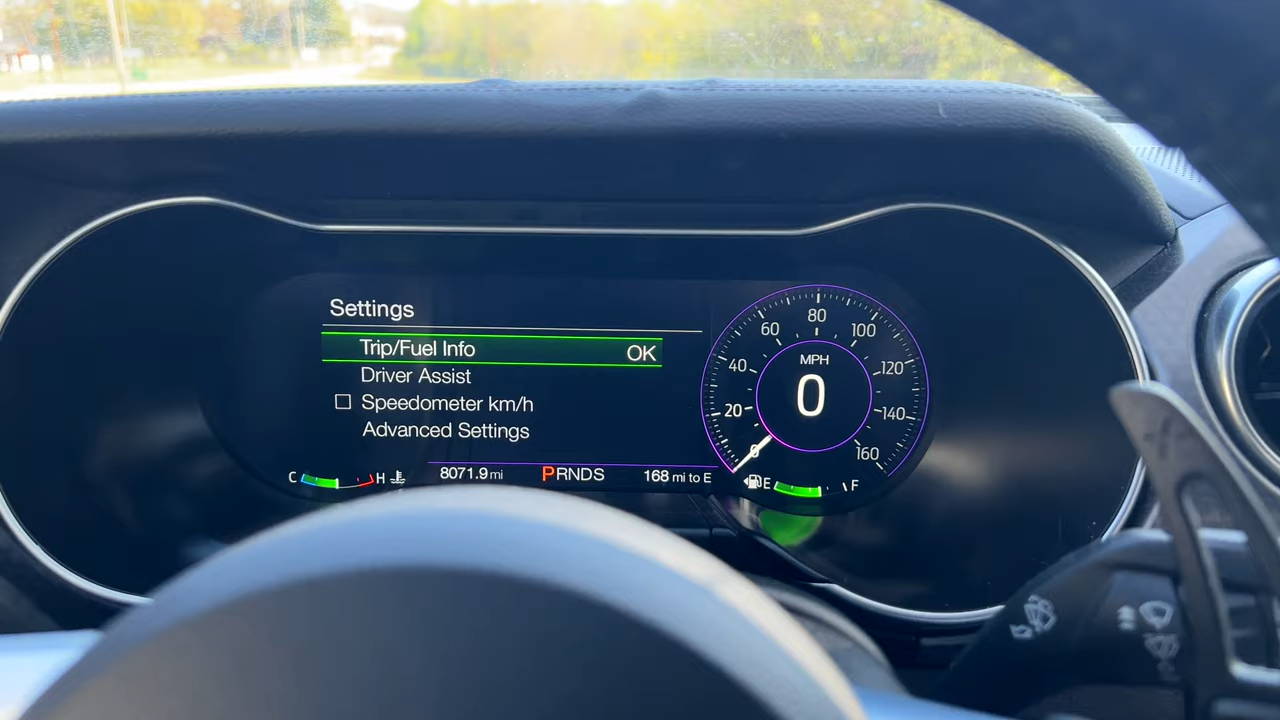 Settings
Trip/Fuel Info OK
Driver Assist
Speedometer km/h
Advanced Settings
C H
8071.9 mi PRNDS 168 mi to E
0 20 40 60 80 100 120 140 160
MPH
0
E F